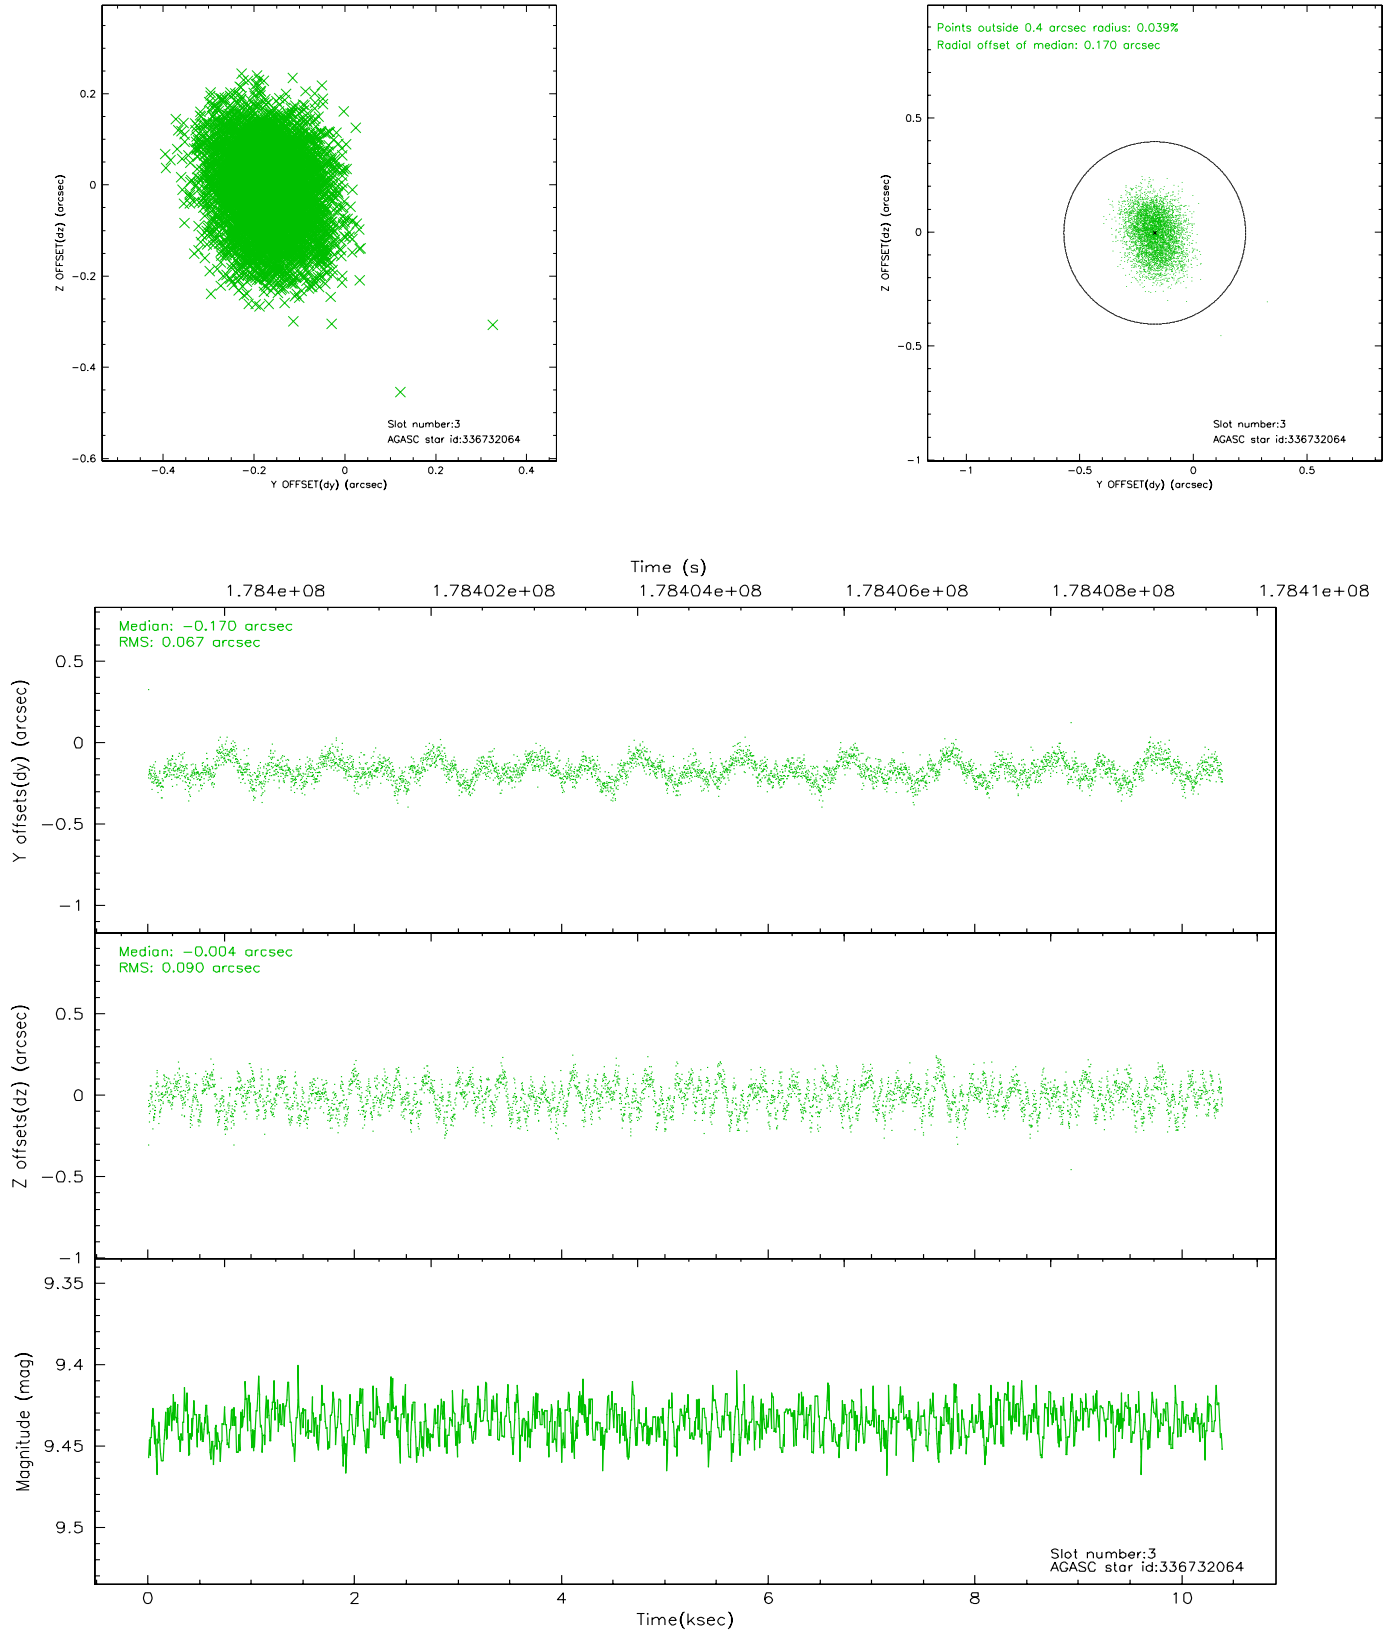 0.2
0
−0.2
−0.4
−0.6
Z OFFSET(dz) (arcsec)
−0.4
−0.2
0
0.2
0.4
Y OFFSET(dy) (arcsec)
Slot number:3
AGASC star id:336732064
Points outside 0.4 arcsec radius: 0.039%
Radial offset of median: 0.170 arcsec
0.5
0
−0.5
−1
Z OFFSET(dz) (arcsec)
−1
−0.5
0
0.5
Y OFFSET(dy) (arcsec)
Slot number:3
AGASC star id:336732064
Time (s)
1.784e+08
1.78402e+08
1.78404e+08
1.78406e+08
1.78408e+08
1.7841e+08
Median: −0.170 arcsec
RMS: 0.067 arcsec
0.5
0
−0.5
−1
Y offsets(dy) (arcsec)
Median: −0.004 arcsec
RMS: 0.090 arcsec
0.5
0
−0.5
−1
Z offsets(dz) (arcsec)
9.35
9.4
9.45
9.5
Magnitude (mag)
Slot number:3
AGASC star id:336732064
0
2
4
6
8
10
Time(ksec)